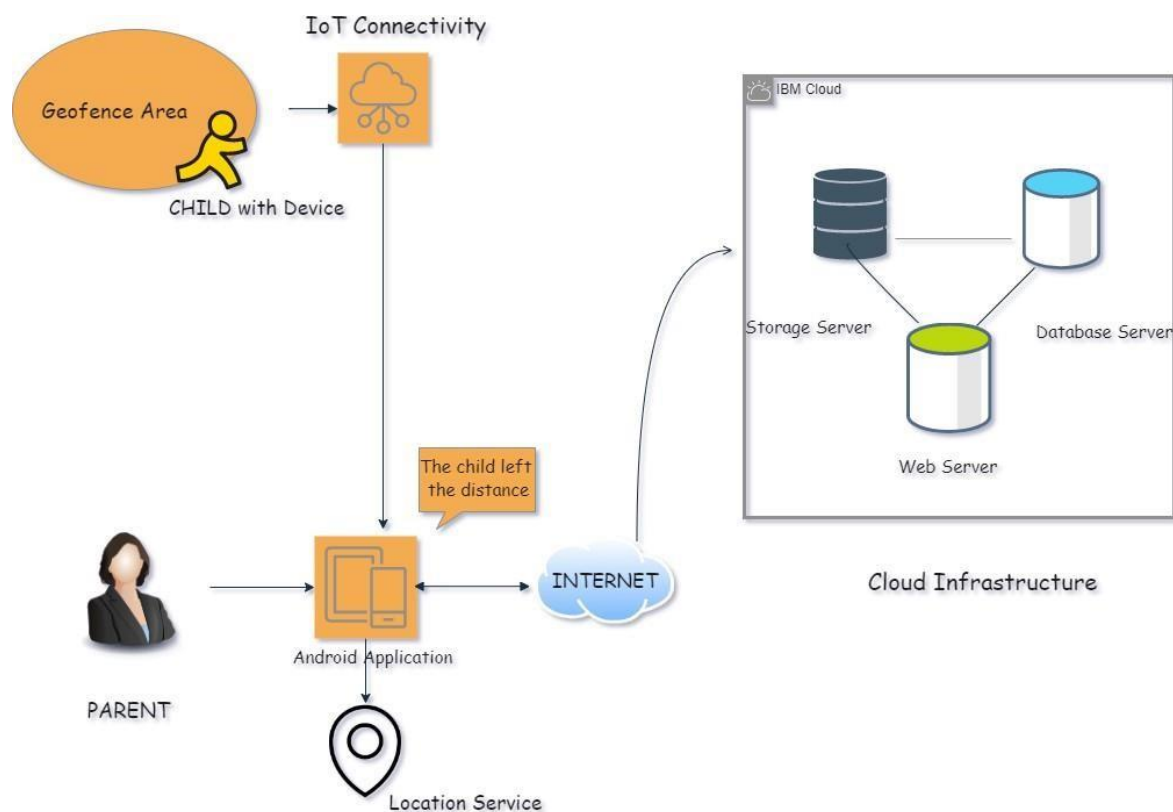 IoT Connectivity
Geofence Area
CHILD with Device
IBM Cloud
Storage Server
Database Server
Web Server
The child left
the distance
INTERNET
Cloud Infrastructure
Android Application
PARENT
Location Service